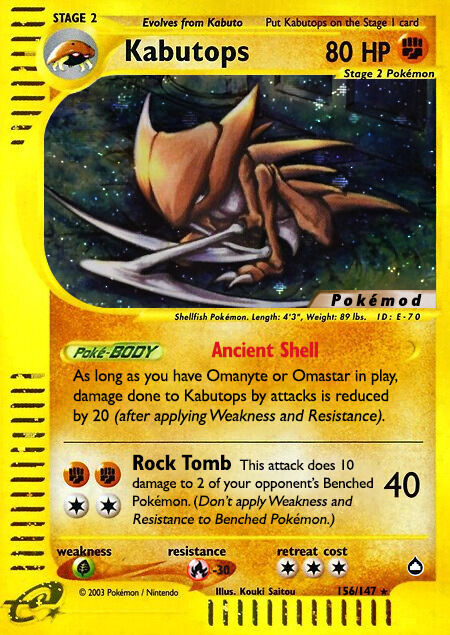 STAGE 2
Evolves from Kabuto
Put Kabutops on the Stage 1 card
Kabutops
80 HP
Stage 2 Pokémon
Pokémod
Shellfish Pokémon. Length: 4'3", Weight: 89 lbs. ID: E-70
Poké-BODY
Ancient Shell
As long as you have Omanyte or Omastar in play,
damage done to Kabutops by attacks is reduced
by 20 (after applying Weakness and Resistance).
Rock Tomb This attack does 10
damage to 2 of your opponent's Benched
Pokémon. (Don't apply Weakness and
Resistance to Benched Pokémon.)
40
weakness
resistance
retreat cost
-30
© 2003 Pokémon / Nintendo
Illus. Kouki Saitou
156/147 ★
e